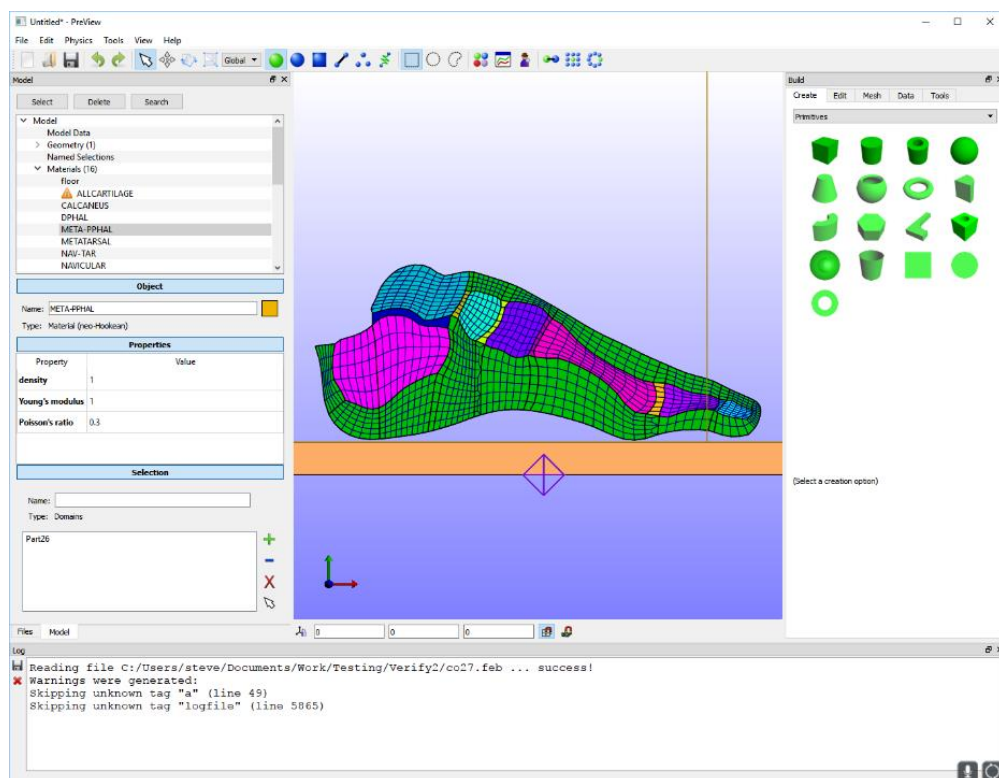 Untitled* - PreView
File Edit Physics Tools View Help
Global
Model
Select Delete Search
Model
Model Data
Geometry (1)
Named Selections
Materials (16)
floor
ALLCARTILAGE
CALCANEUS
DPHAL
META-PPHAL
METATARSAL
NAV-TAR
NAVICULAR
Object
Name: META-PPHAL
Type: Material (neo-Hookean)
Properties
Property Value
density 1
Young's modulus 1
Poisson's ratio 0.3
Selection
Name:
Type: Domains
Part26
Files Model
0 0 0
Build
Create Edit Mesh Data Tools
Primitives
(Select a creation option)
Log
Reading file C:/Users/steve/Documents/Work/Testing/Verify2/co27.feb ... success!
Warnings were generated:
Skipping unknown tag "a" (line 49)
Skipping unknown tag "logfile" (line 5865)